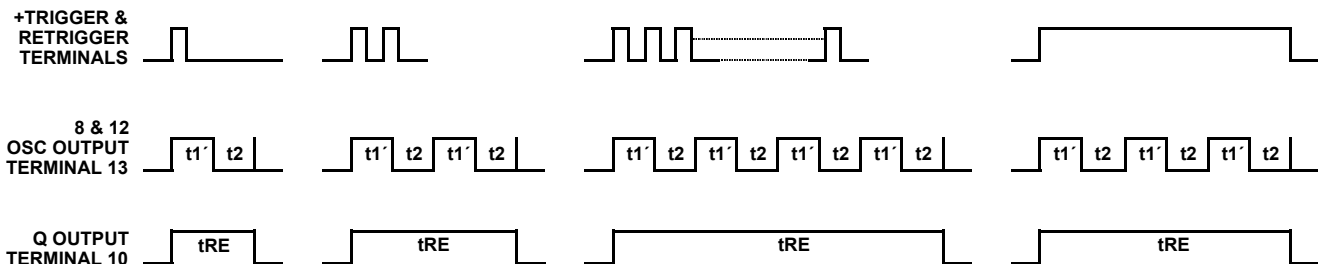 +TRIGGER &
RETRIGGER
TERMINALS
8 & 12
OSC OUTPUT
TERMINAL 13
t1´ t2
t1´ t2 t1´ t2
t1´ t2 t1´ t2 t1´ t2 t1´ t2
t1´ t2 t1´ t2 t1´ t2
Q OUTPUT
TERMINAL 10
tRE
tRE
tRE
tRE